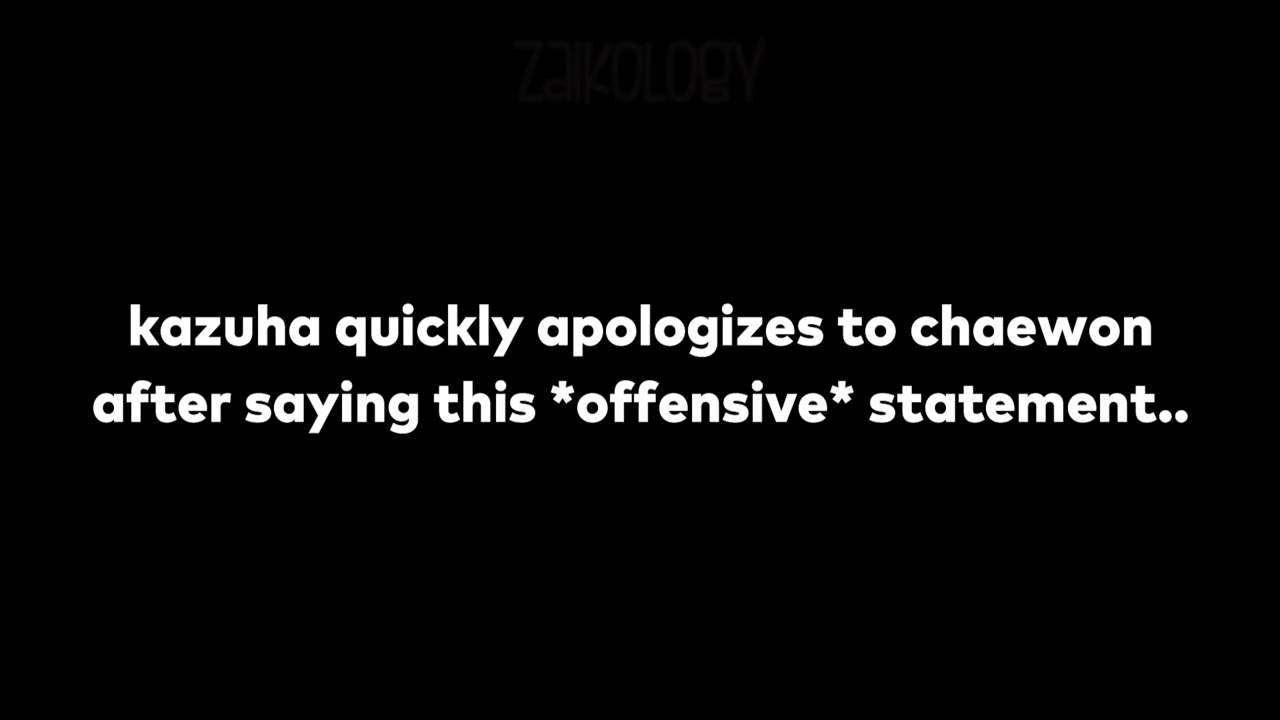 zaikology
kazuha quickly apologizes to chaewon
after saying this *offensive* statement..